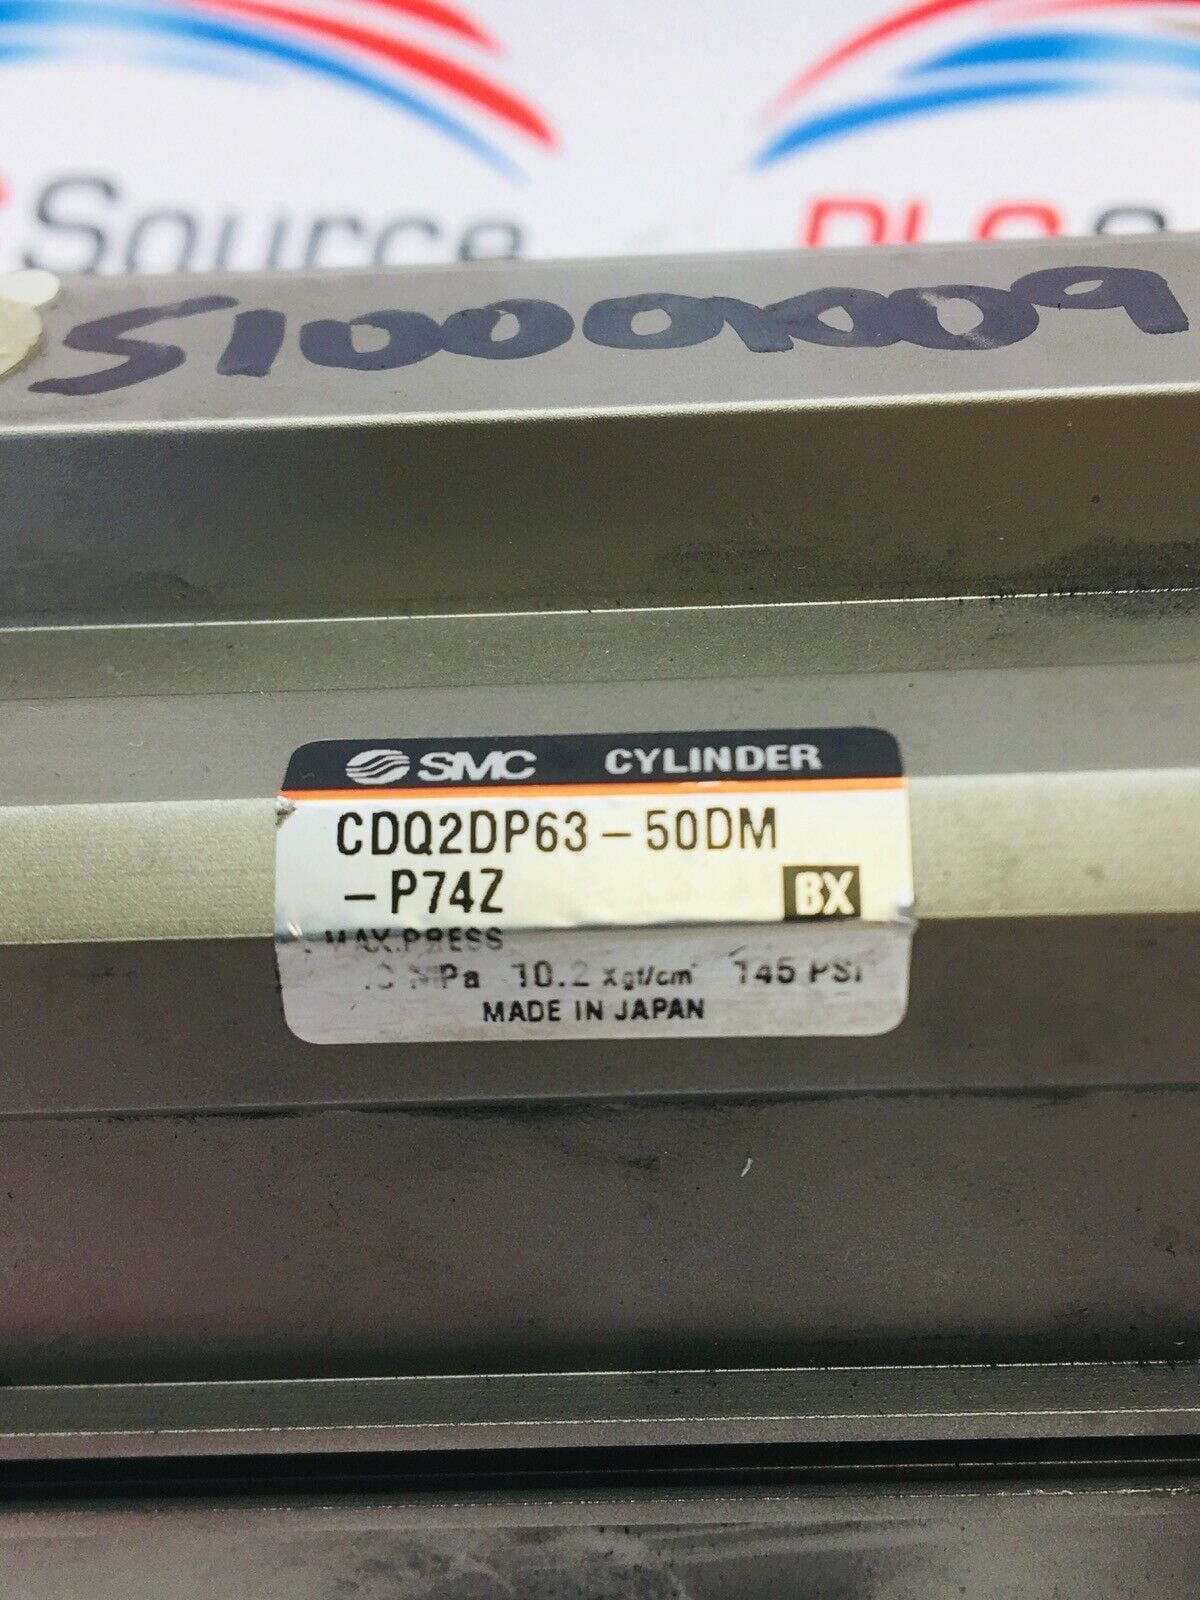 Source
S10001009
SMC CYLINDER
CDQ2DP63-50DM
-P74Z BX
MAX.PRESS
MPa 10.2 Kgf/cm² 145 PSI
MADE IN JAPAN